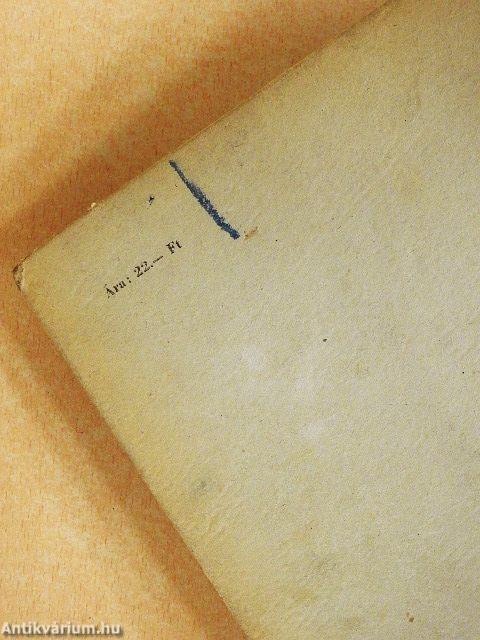 Ára: 22.— Ft
Antikvárium.hu